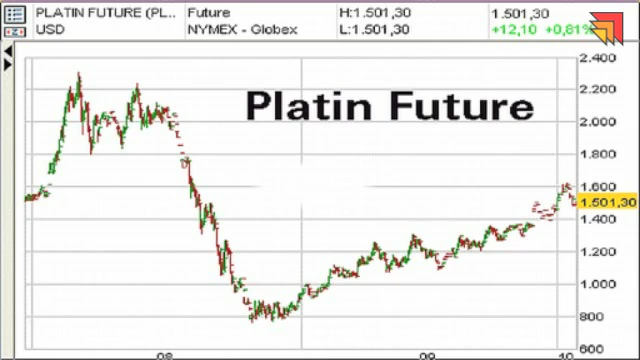 PLATIN FUTURE (PL... Future H:1.501,30 1.501,30
USD NYMEX - Globex L:1.501,30 +12,10 +0,81%
Platin Future
2.400
2.200
2.000
1.800
1.600
1.501,30
1.400
1.200
1.000
800
600
08 09 10